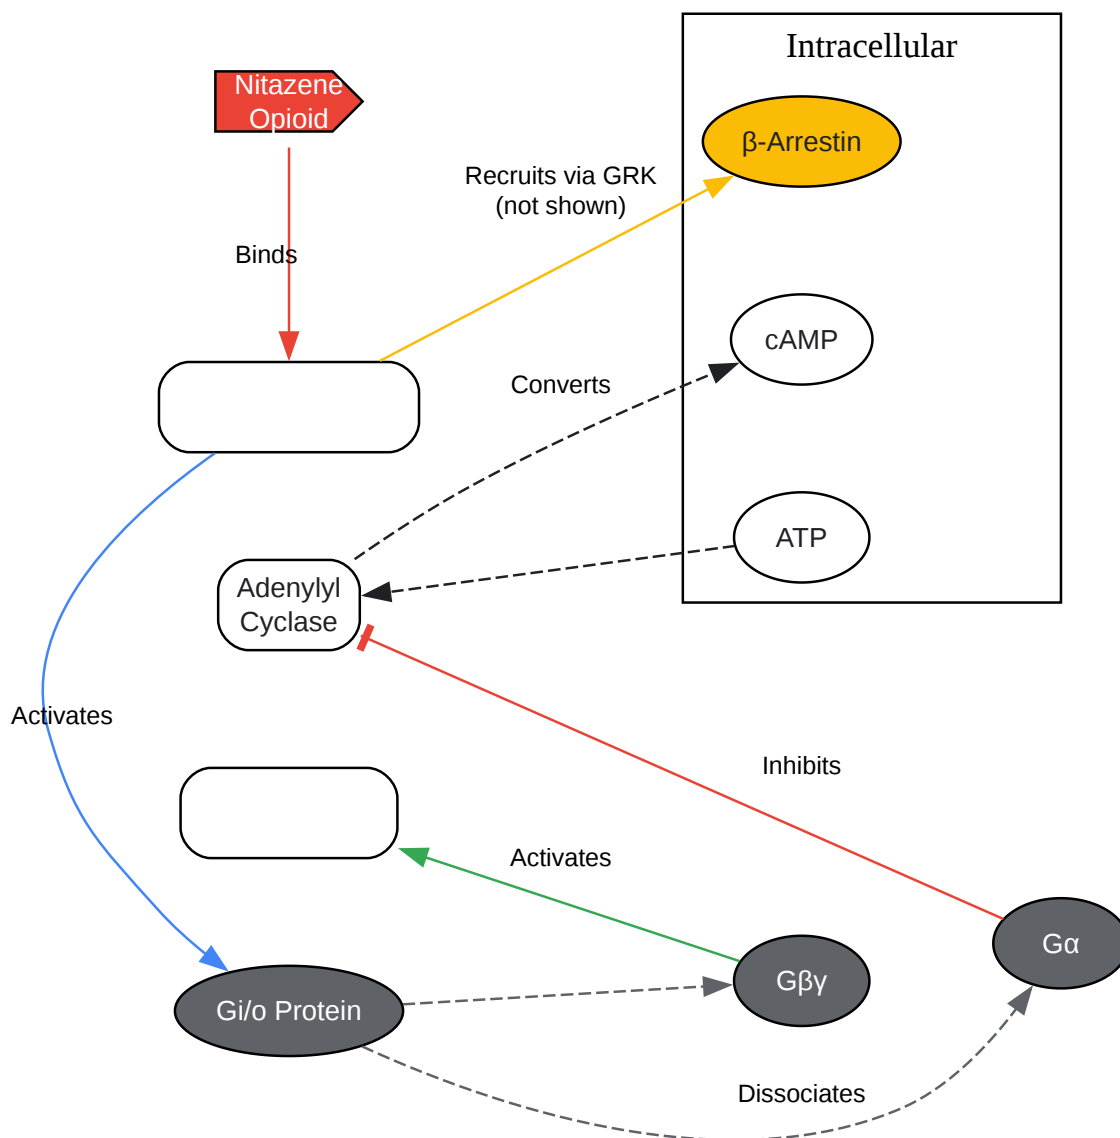 Intracellular
Nitazene
Opioid
β-Arrestin
Recruits via GRK
(not shown)
Binds
cAMP
Converts
ATP
Adenylyl
Cyclase
Activates
Inhibits
Activates
Gα
Gβγ
Gi/o Protein
Dissociates